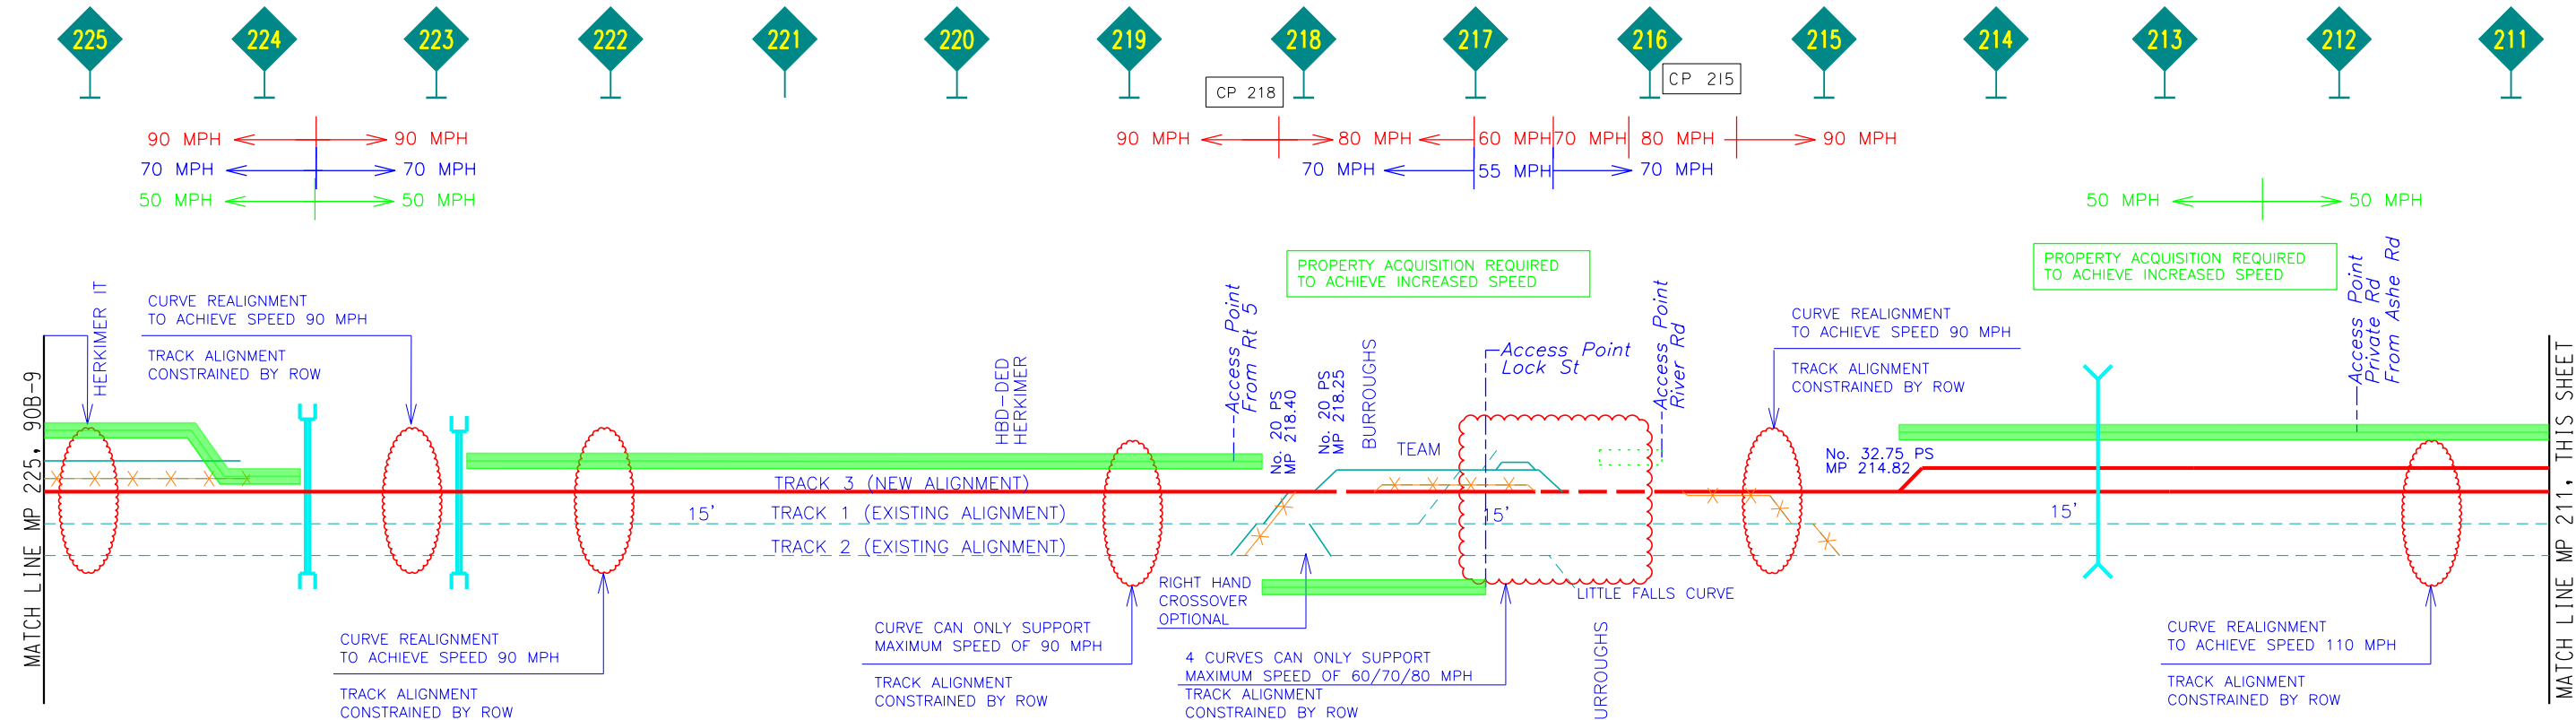 225 224 223 222 221 220 219 218 217 216 215 214 213 212 211
CP 218
CP 215
90 MPH 90 MPH 90 MPH 80 MPH 60 MPH 70 MPH 80 MPH 90 MPH
70 MPH 70 MPH 70 MPH 55 MPH 70 MPH
50 MPH 50 MPH 50 MPH 50 MPH
MATCH LINE MP 225, 90B-9
HERKIMER IT
CURVE REALIGNMENT
TO ACHIEVE SPEED 90 MPH
TRACK ALIGNMENT
CONSTRAINED BY ROW
HBD-DED
HERKIMER
Access Point
From Rt 5
PROPERTY ACQUISITION REQUIRED
TO ACHIEVE INCREASED SPEED
No. 20 PS
MP 218.40
No. 20 PS
MP 218.25
BURROUGHS
TEAM
Access Point
Lock St
Access Point
River Rd
CURVE REALIGNMENT
TO ACHIEVE SPEED 90 MPH
TRACK ALIGNMENT
CONSTRAINED BY ROW
No. 32.75 PS
MP 214.82
PROPERTY ACQUISITION REQUIRED
TO ACHIEVE INCREASED SPEED
Access Point
Private Rd
From Ashe Rd
MATCH LINE MP 211, THIS SHEET
TRACK 3 (NEW ALIGNMENT)
15' TRACK 1 (EXISTING ALIGNMENT) 15' 15'
TRACK 2 (EXISTING ALIGNMENT)
CURVE REALIGNMENT
TO ACHIEVE SPEED 90 MPH
TRACK ALIGNMENT
CONSTRAINED BY ROW
CURVE CAN ONLY SUPPORT
MAXIMUM SPEED OF 90 MPH
TRACK ALIGNMENT
CONSTRAINED BY ROW
RIGHT HAND
CROSSOVER
OPTIONAL
4 CURVES CAN ONLY SUPPORT
MAXIMUM SPEED OF 60/70/80 MPH
TRACK ALIGNMENT
CONSTRAINED BY ROW
LITTLE FALLS CURVE
URROUGHS
CURVE REALIGNMENT
TO ACHIEVE SPEED 110 MPH
TRACK ALIGNMENT
CONSTRAINED BY ROW